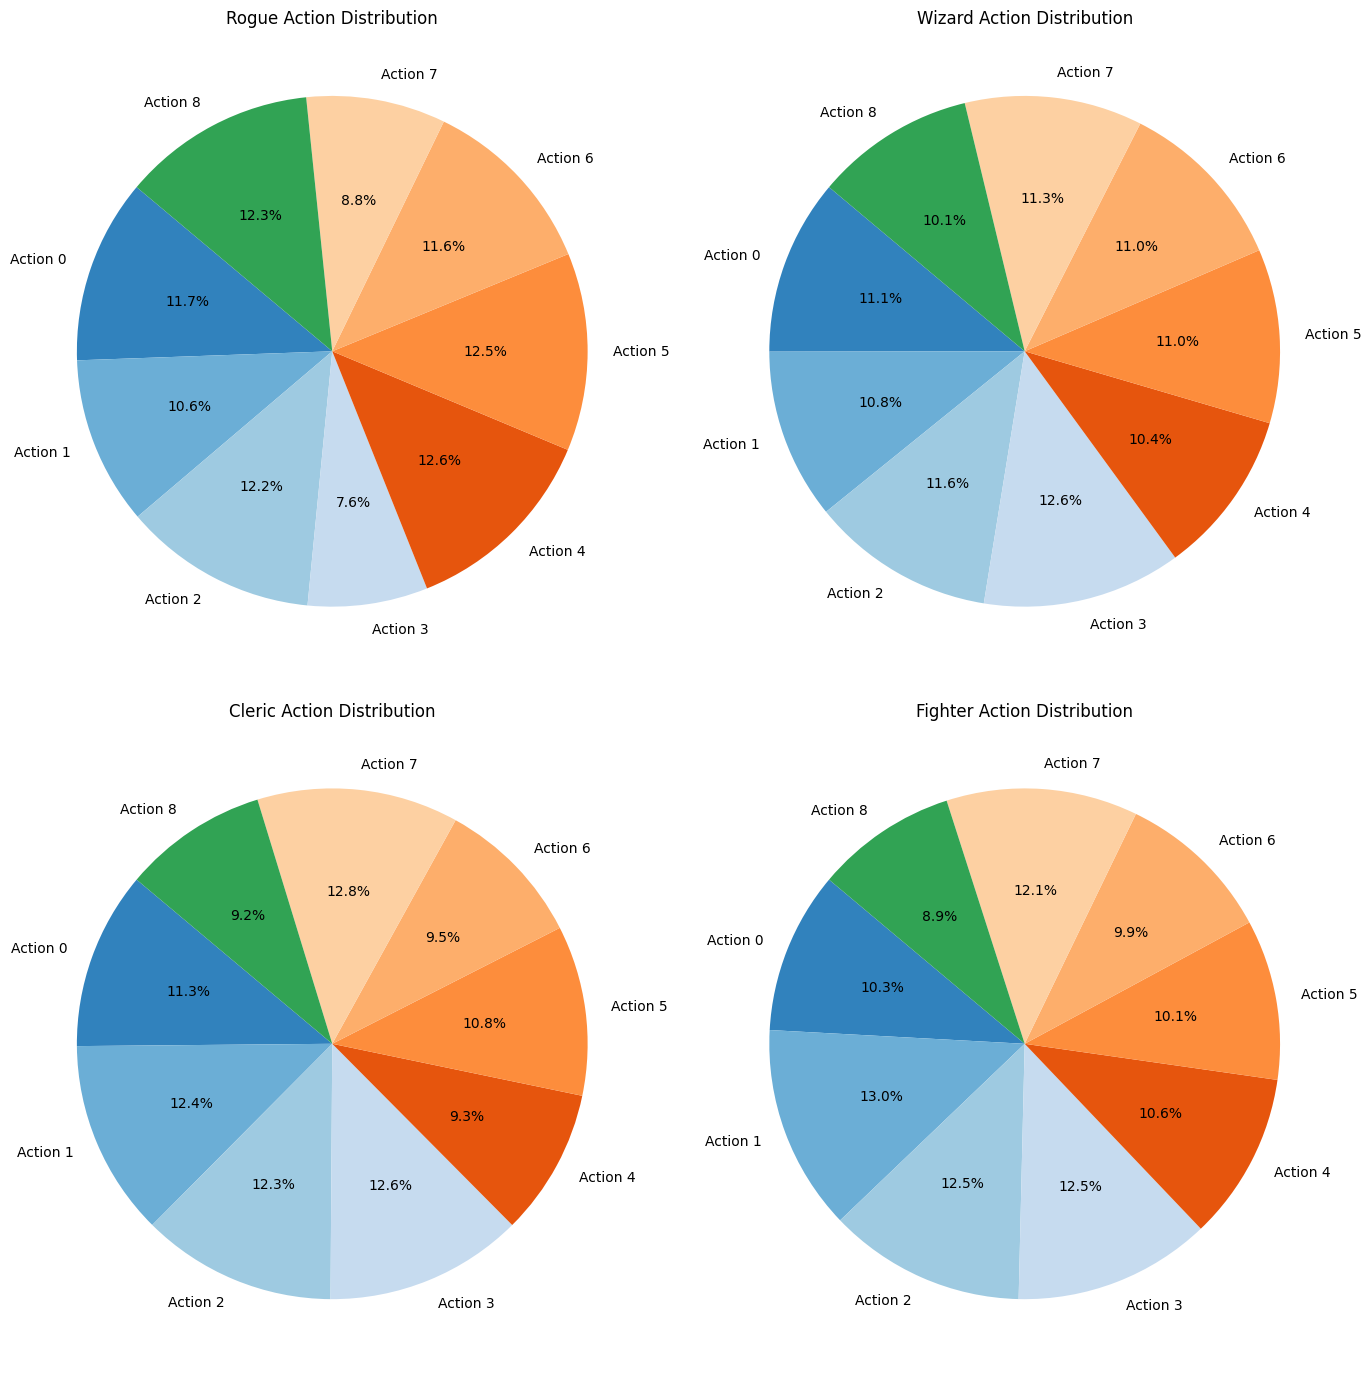 Rogue Action Distribution
Action 0
11.7%
Action 1
10.6%
Action 2
12.2%
Action 3
7.6%
Action 4
12.6%
Action 5
12.5%
Action 6
11.6%
Action 7
8.8%
Action 8
12.3%
Wizard Action Distribution
Action 0
11.1%
Action 1
10.8%
Action 2
11.6%
Action 3
12.6%
Action 4
10.4%
Action 5
11.0%
Action 6
11.0%
Action 7
11.3%
Action 8
10.1%
Cleric Action Distribution
Action 0
11.3%
Action 1
12.4%
Action 2
12.3%
Action 3
12.6%
Action 4
9.3%
Action 5
10.8%
Action 6
9.5%
Action 7
12.8%
Action 8
9.2%
Fighter Action Distribution
Action 0
10.3%
Action 1
13.0%
Action 2
12.5%
Action 3
12.5%
Action 4
10.6%
Action 5
10.1%
Action 6
9.9%
Action 7
12.1%
Action 8
8.9%